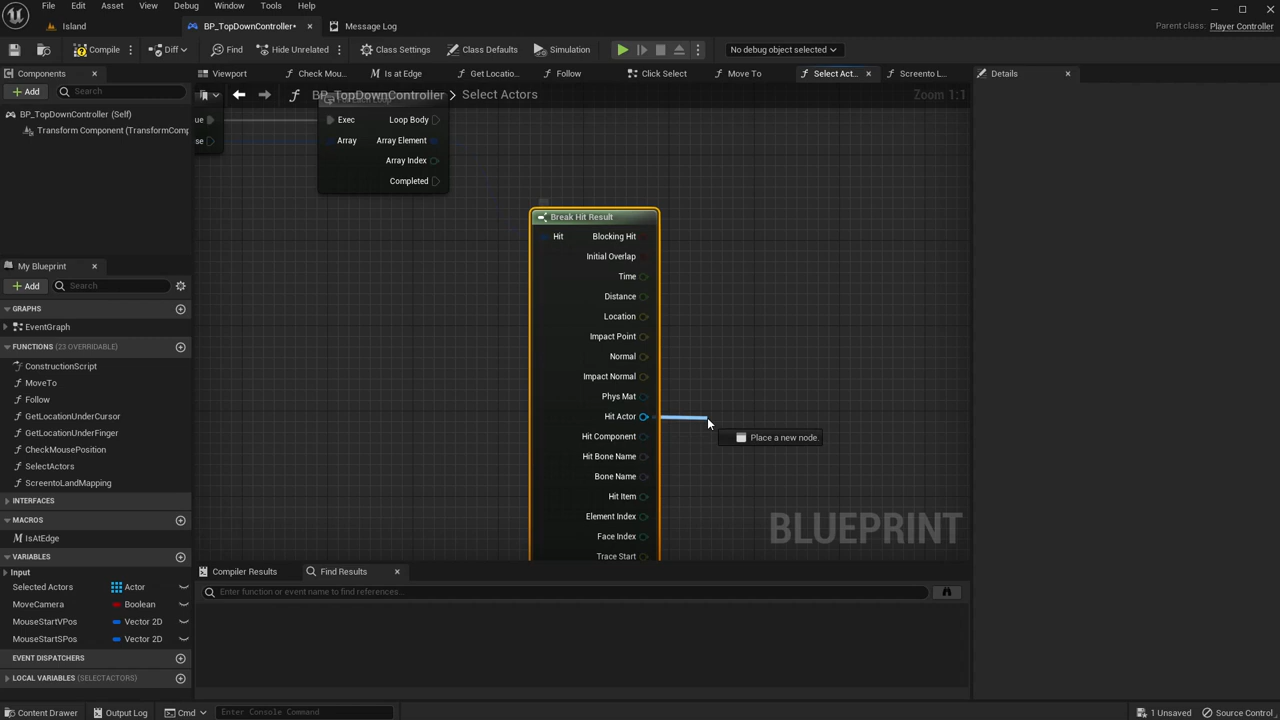 File Edit Asset View Debug Window Tools Help
Island
BP_TopDownController*
Message Log
Parent class: Player Controller
Compile
Diff
Find
Hide Unrelated
Class Settings
Class Defaults
Simulation
No debug object selected
Components
Viewport
Check Mou...
Is at Edge
Get Locatio...
Follow
Click Select
Move To
Select Act...
Screento L...
Details
Add
Search
BP_TopDownController > Select Actors
Zoom 1:1
BP_TopDownController (Self)
Transform Component (TransformComp
ue
se
Exec Loop Body
Array Array Element
Array Index
Completed
Break Hit Result
Hit Blocking Hit
Initial Overlap
Time
Distance
Location
Impact Point
Normal
Impact Normal
Phys Mat
Hit Actor
Place a new node.
Hit Component
Hit Bone Name
Bone Name
Hit Item
Element Index
Face Index
Trace Start
BLUEPRINT
My Blueprint
Add
Search
GRAPHS
EventGraph
FUNCTIONS (23 OVERRIDABLE)
ConstructionScript
MoveTo
Follow
GetLocationUnderCursor
GetLocationUnderFinger
CheckMousePosition
SelectActors
ScreentoLandMapping
INTERFACES
MACROS
IsAtEdge
VARIABLES
Input
Selected Actors Actor
MoveCamera Boolean
MouseStartVPos Vector 2D
MouseStartSPos Vector 2D
EVENT DISPATCHERS
LOCAL VARIABLES (SELECTACTORS)
Compiler Results
Find Results
Enter function or event name to find references...
Content Drawer
Output Log
Cmd
Enter Console Command
1 Unsaved
Source Control